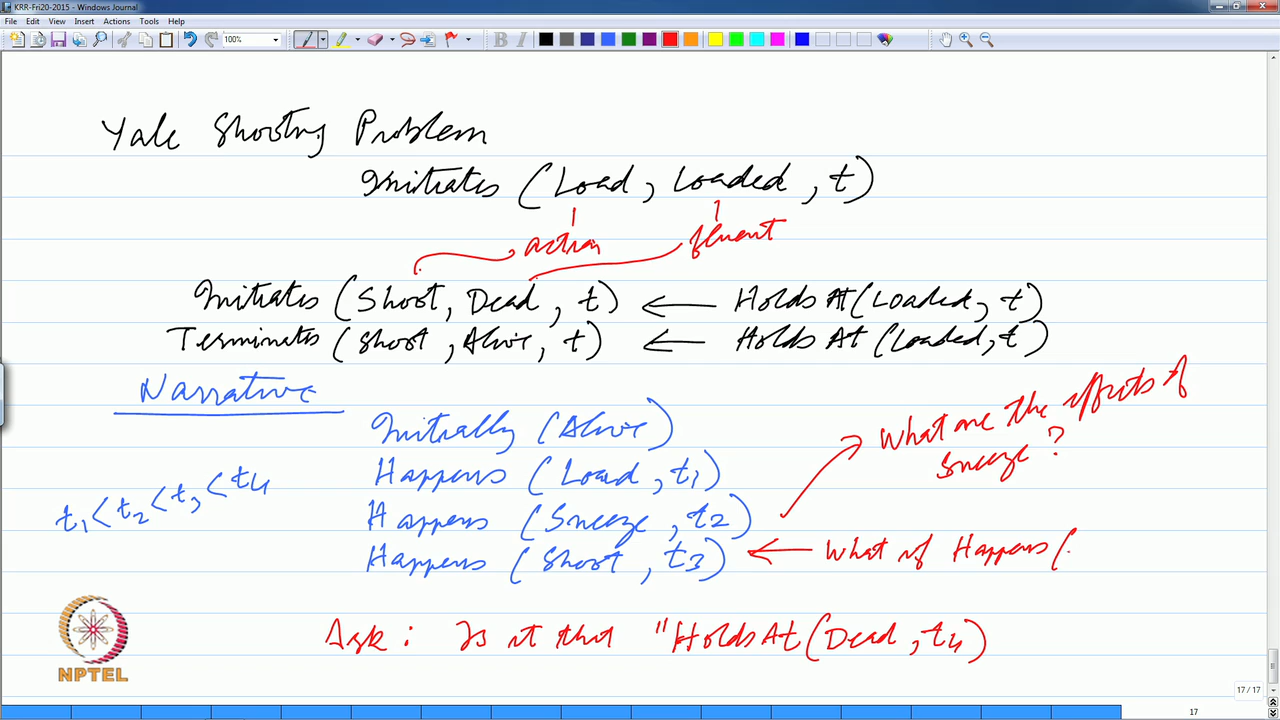 KRR-Fri20-2015 - Windows Journal
File Edit View Insert Actions Tools Help
100%
Yale Shooting Problem
Initiates (Load, Loaded, t)
action fluent
Initiates (Shoot, Dead, t) ← HoldsAt(Loaded, t)
Terminates (Shoot, Alive, t) ← HoldsAt (Loaded, t)
Narrative
Initially (Alive)
What are the effects of
Sneeze ?
Happens (Load, t1)
t1 < t2 < t3 < t4
Happens (Sneeze, t2)
Happens (Shoot, t3) ← What if Happens (
Ask : Is it that "HoldsAt(Dead, t4)
NPTEL
17 / 17
17